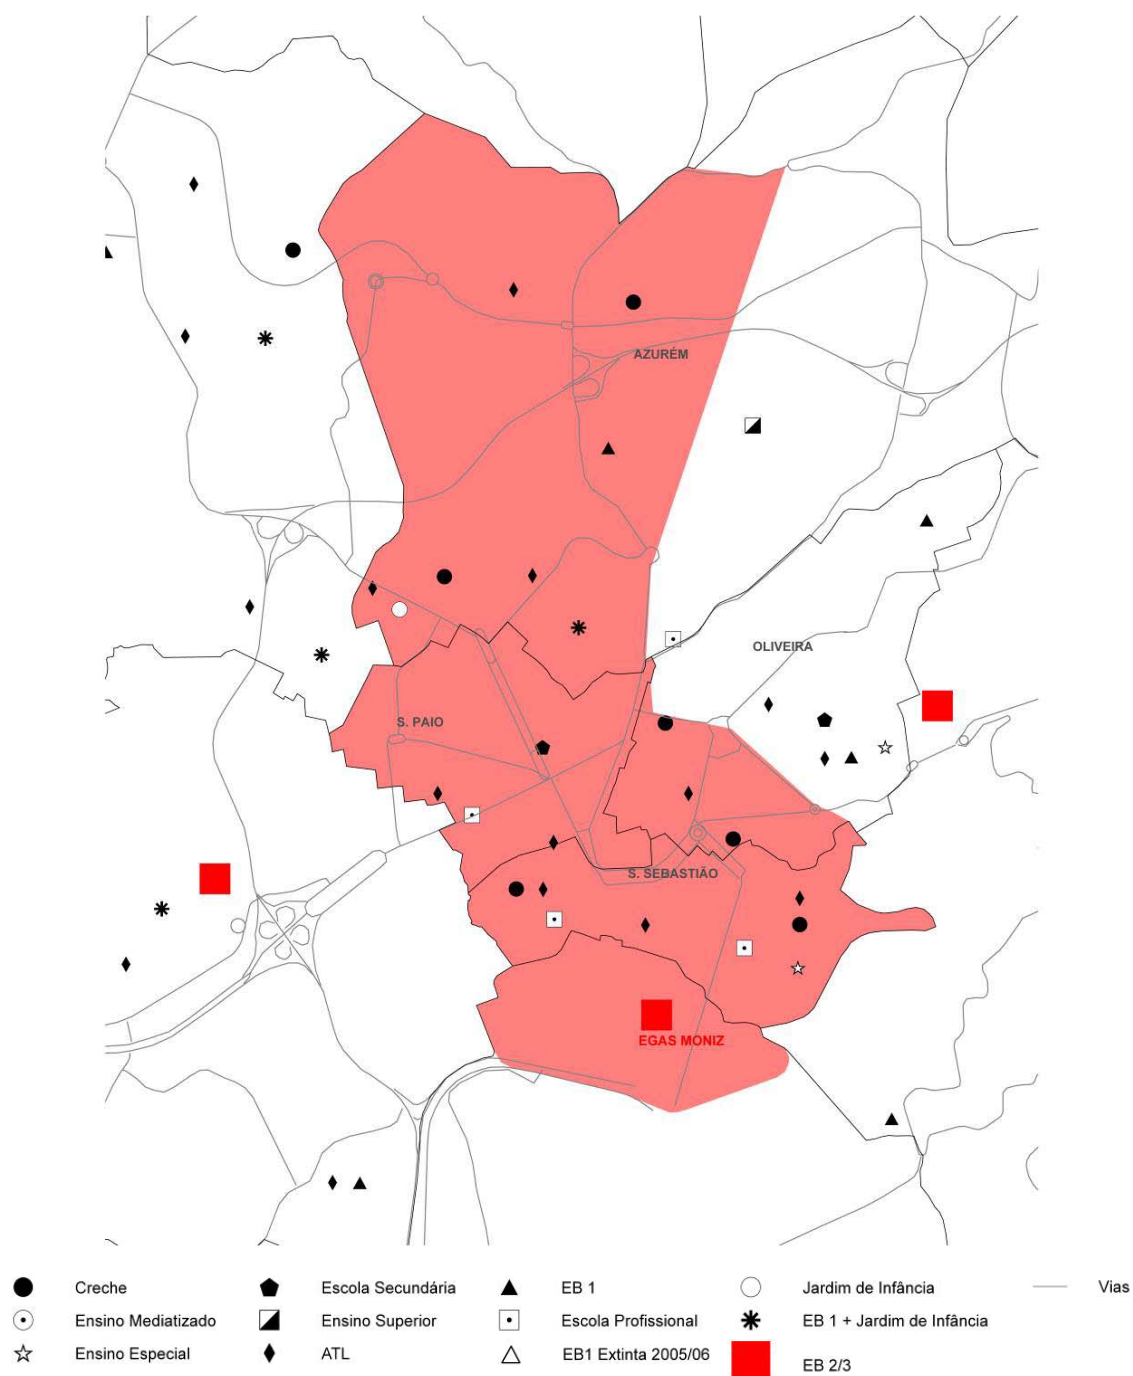 AZURÉM
OLIVEIRA
S. PAIO
S. SEBASTIÃO
EGAS MONIZ
Creche
Escola Secundária
EB 1
Jardim de Infância
Vias
Ensino Mediatizado
Ensino Superior
Escola Profissional
EB 1 + Jardim de Infância
Ensino Especial
ATL
EB1 Extinta 2005/06
EB 2/3